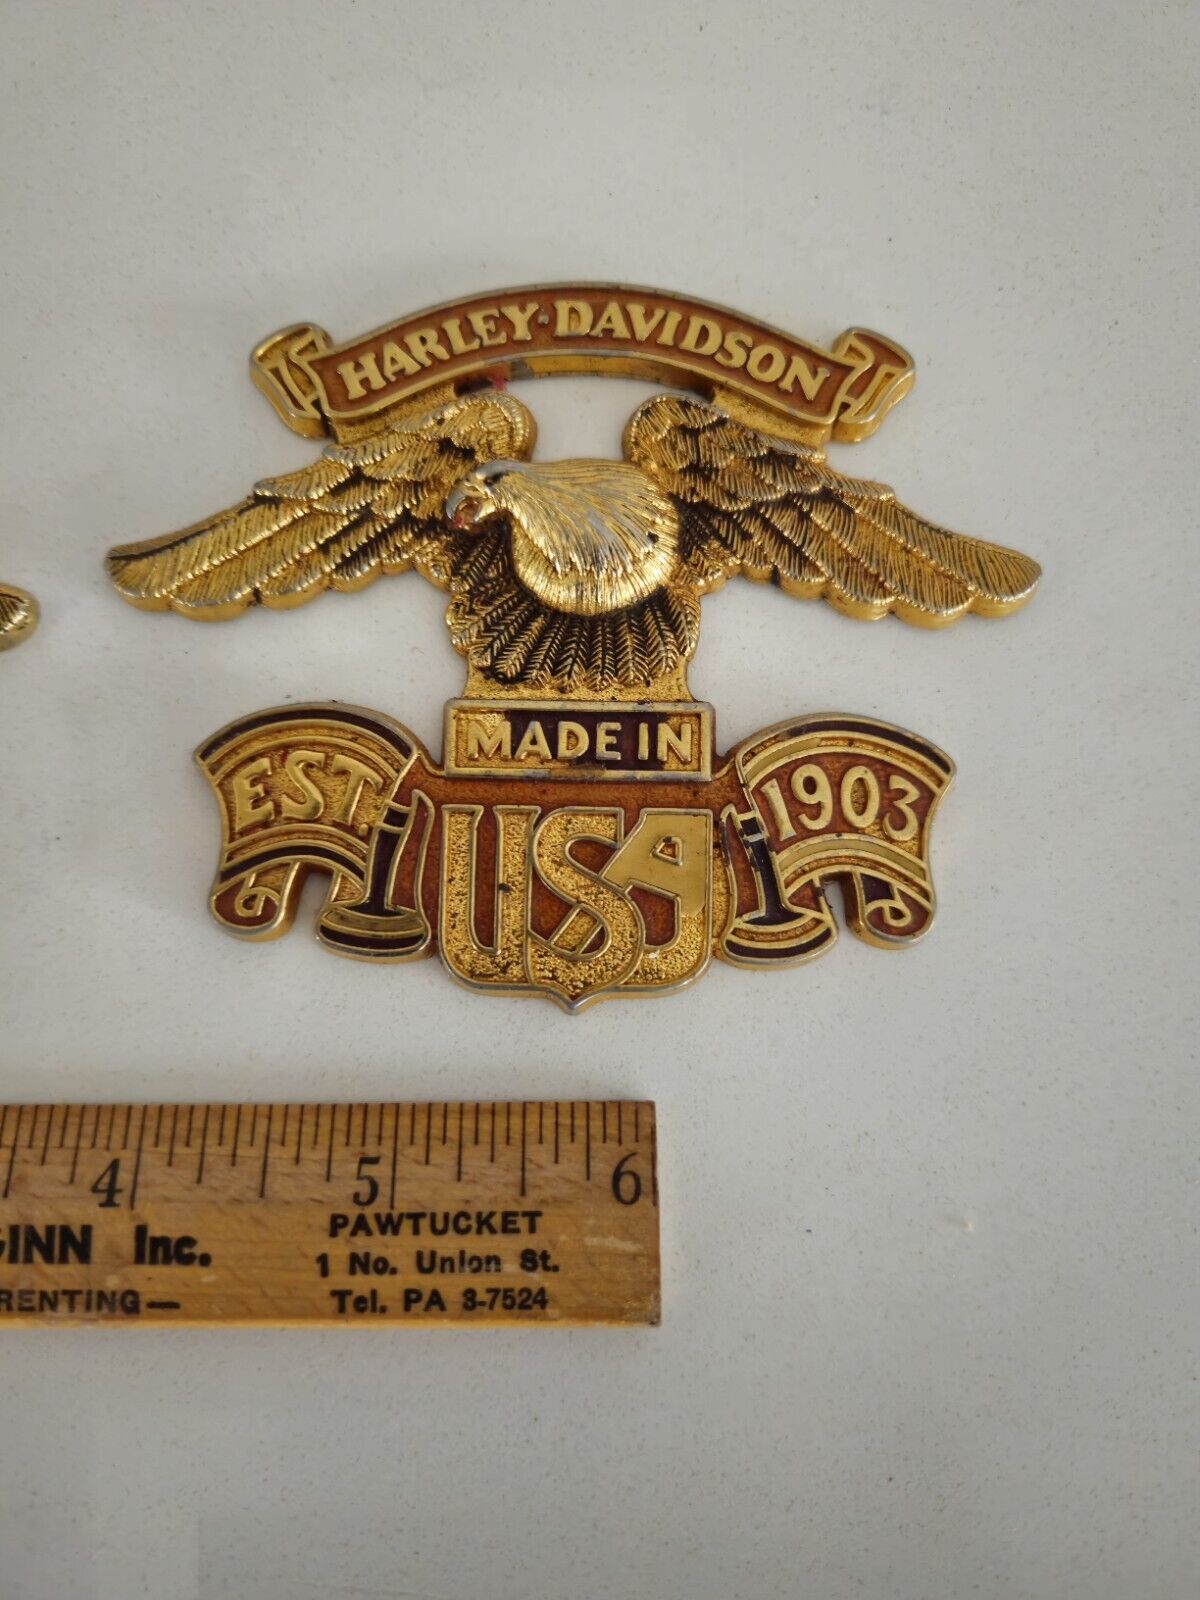 HARLEY-DAVIDSON
MADE IN
EST. USA 1903
4 5 6
INN Inc. PAWTUCKET
1 No. Union St.
RENTING— Tel. PA 3-7524